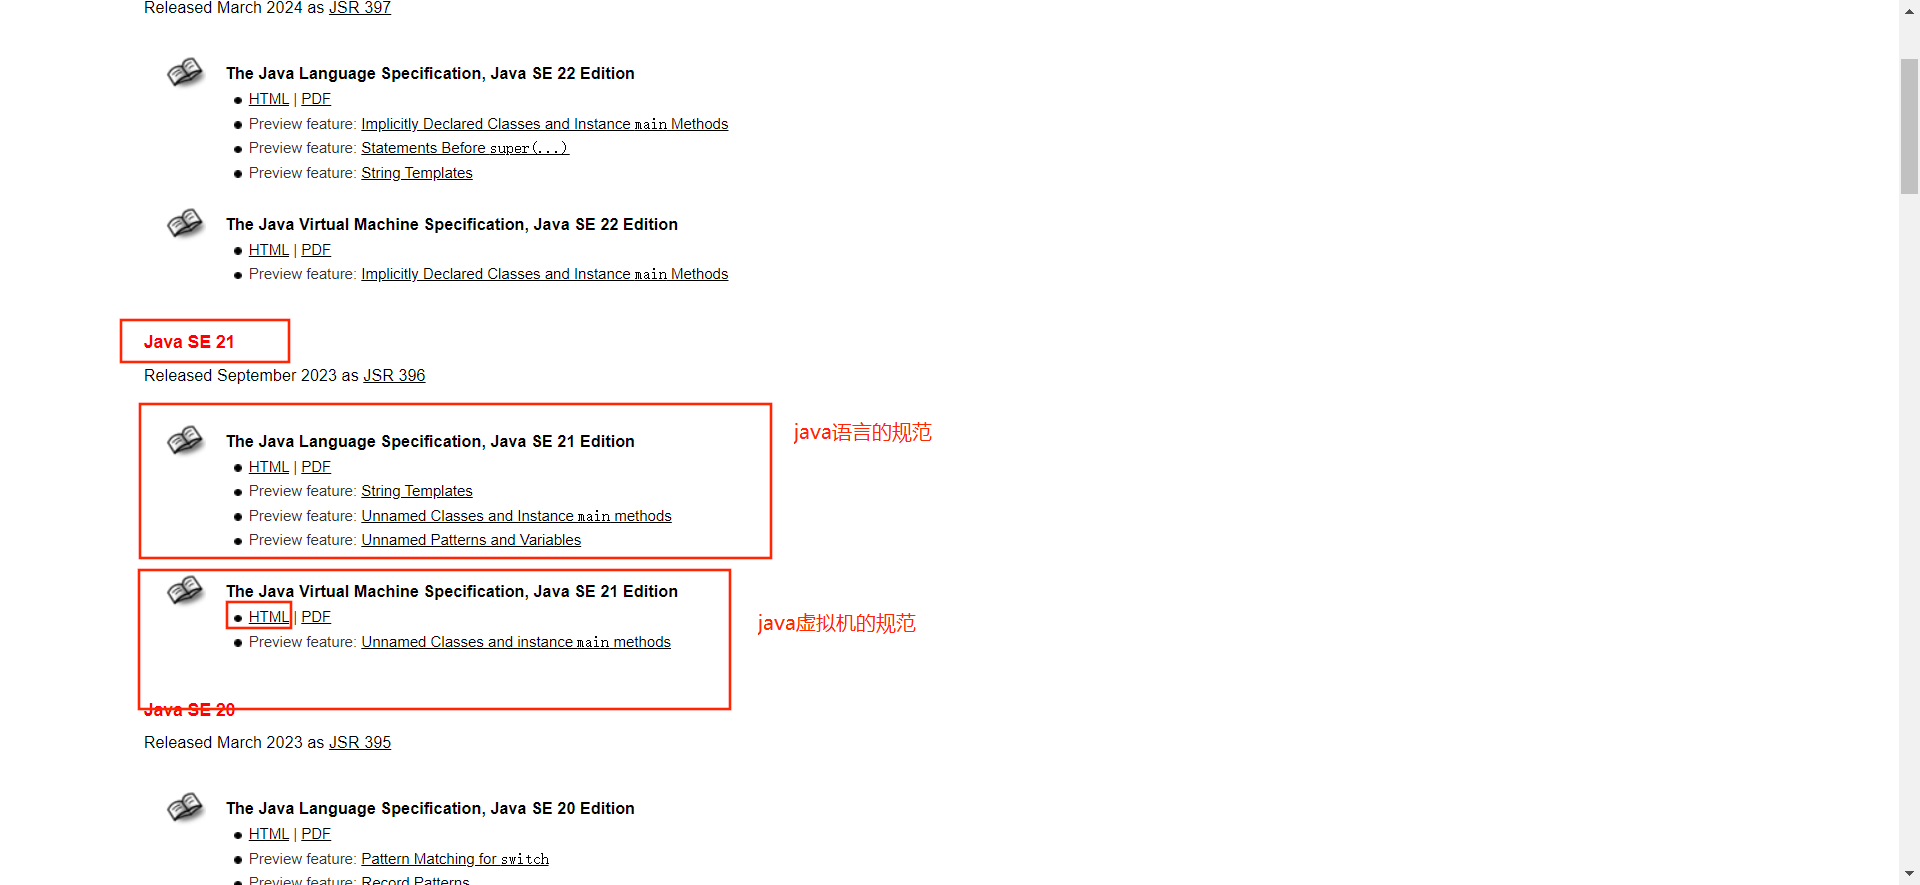 Released March 2024 as JSR 397
The Java Language Specification, Java SE 22 Edition
HTML | PDF
Preview feature: Implicitly Declared Classes and Instance main Methods
Preview feature: Statements Before super(...)
Preview feature: String Templates
The Java Virtual Machine Specification, Java SE 22 Edition
HTML | PDF
Preview feature: Implicitly Declared Classes and Instance main Methods
Java SE 21
Released September 2023 as JSR 396
java语言的规范
The Java Language Specification, Java SE 21 Edition
HTML | PDF
Preview feature: String Templates
Preview feature: Unnamed Classes and Instance main methods
Preview feature: Unnamed Patterns and Variables
The Java Virtual Machine Specification, Java SE 21 Edition
HTML | PDF
java虚拟机的规范
Preview feature: Unnamed Classes and instance main methods
Java SE 20
Released March 2023 as JSR 395
The Java Language Specification, Java SE 20 Edition
HTML | PDF
Preview feature: Pattern Matching for switch
Preview feature: Record Patterns